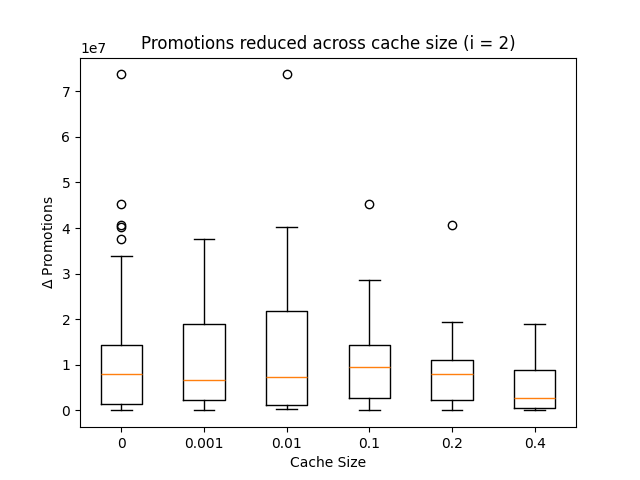 Promotions reduced across cache size (i = 2)
1e7
7
6
5
4
3
2
1
0
Δ Promotions
0 0.001 0.01 0.1 0.2 0.4
Cache Size